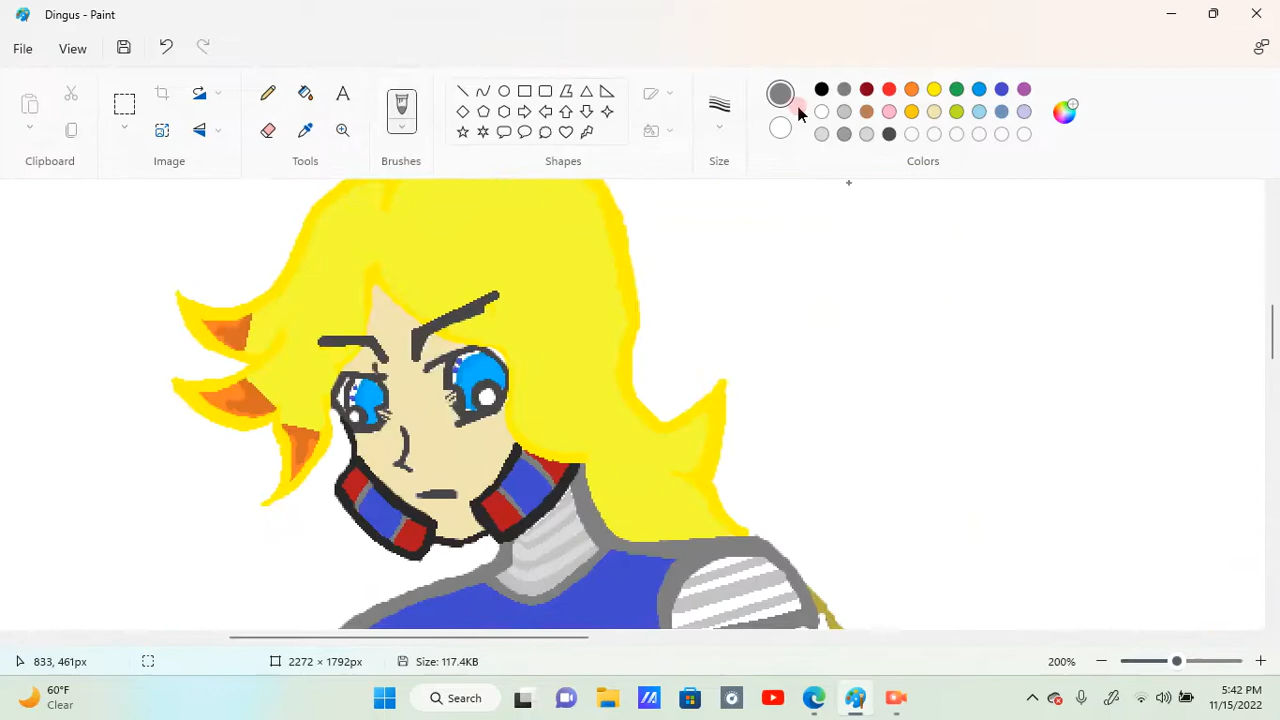 Dingus - Paint
File View
Clipboard Image Tools Brushes Shapes Size Colors
A
833, 461px 2272 × 1792px Size: 117.4KB 200%
60°F
Clear
Search
5:42 PM
11/15/2022